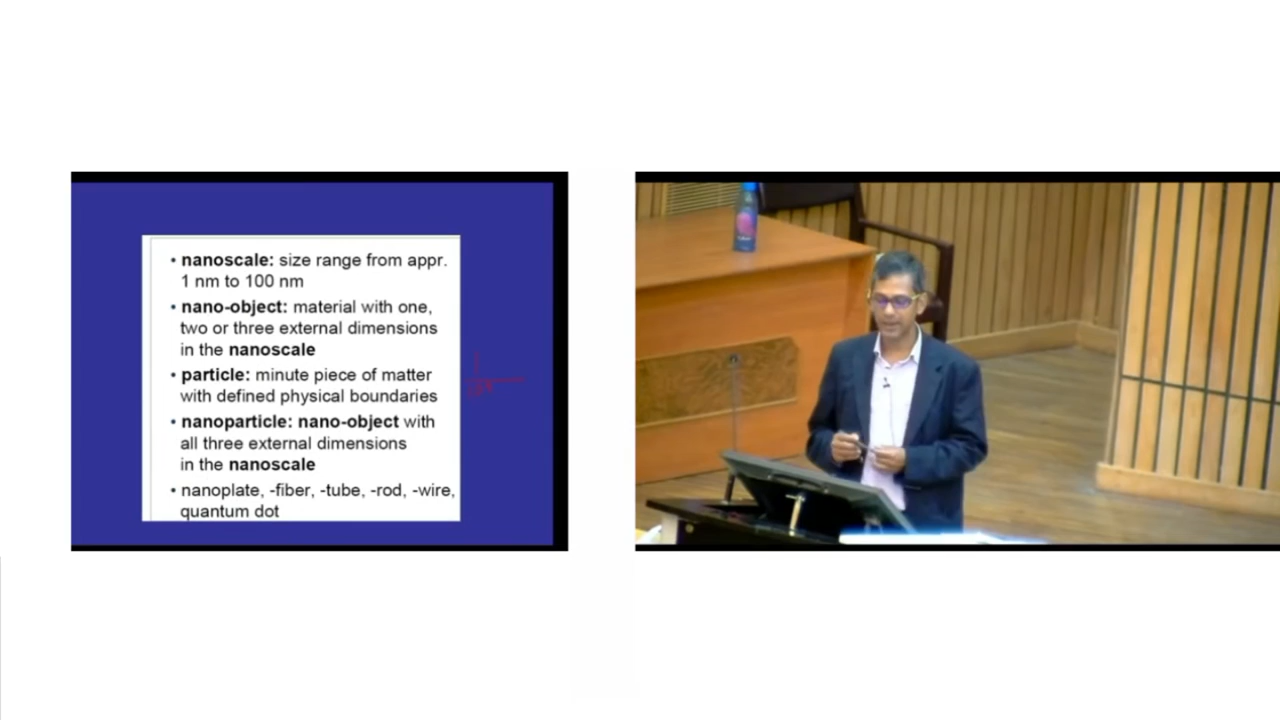 • nanoscale: size range from appr.
1 nm to 100 nm
• nano-object: material with one,
two or three external dimensions
in the nanoscale
• particle: minute piece of matter
with defined physical boundaries
• nanoparticle: nano-object with
all three external dimensions
in the nanoscale
• nanoplate, -fiber, -tube, -rod, -wire,
quantum dot